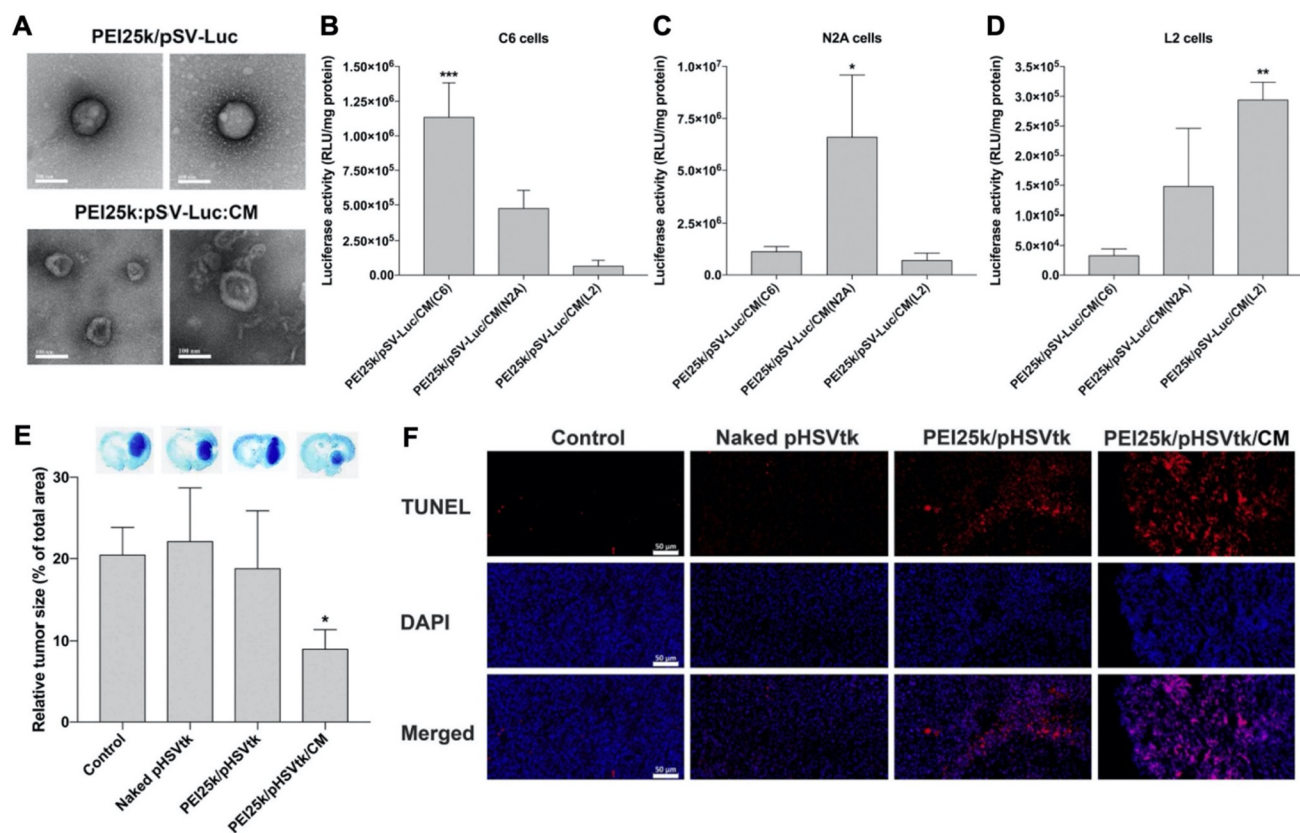 A
PEI25k/pSV-Luc
PEI25k:pSV-Luc:CM
100 nm
B
C6 cells
Luciferase activity (RLU/mg protein)
1.50×10⁶
1.25×10⁶
1.00×10⁶
7.50×10⁵
5.00×10⁵
2.50×10⁵
0.00
***
PEI25k/pSV-Luc/CM(C6)
PEI25k/pSV-Luc/CM(N2A)
PEI25k/pSV-Luc/CM(L2)
C
N2A cells
Luciferase activity (RLU/mg protein)
1.0×10⁷
7.5×10⁶
5.0×10⁶
2.5×10⁶
0.0
*
PEI25k/pSV-Luc/CM(C6)
PEI25k/pSV-Luc/CM(N2A)
PEI25k/pSV-Luc/CM(L2)
D
L2 cells
Luciferase activity (RLU/mg protein)
3.5×10⁵
3.0×10⁵
2.5×10⁵
1.5×10⁵
1.0×10⁵
5.0×10⁴
0.0
**
PEI25k/pSV-Luc/CM(C6)
PEI25k/pSV-Luc/CM(N2A)
PEI25k/pSV-Luc/CM(L2)
E
Relative tumor size (% of total area)
30
20
10
0
*
Control
Naked pHSVtk
PEI25k/pHSVtk
PEI25k/pHSVtk/CM
F
Control
Naked pHSVtk
PEI25k/pHSVtk
PEI25k/pHSVtk/CM
TUNEL
50 µm
DAPI
50 µm
Merged
50 µm